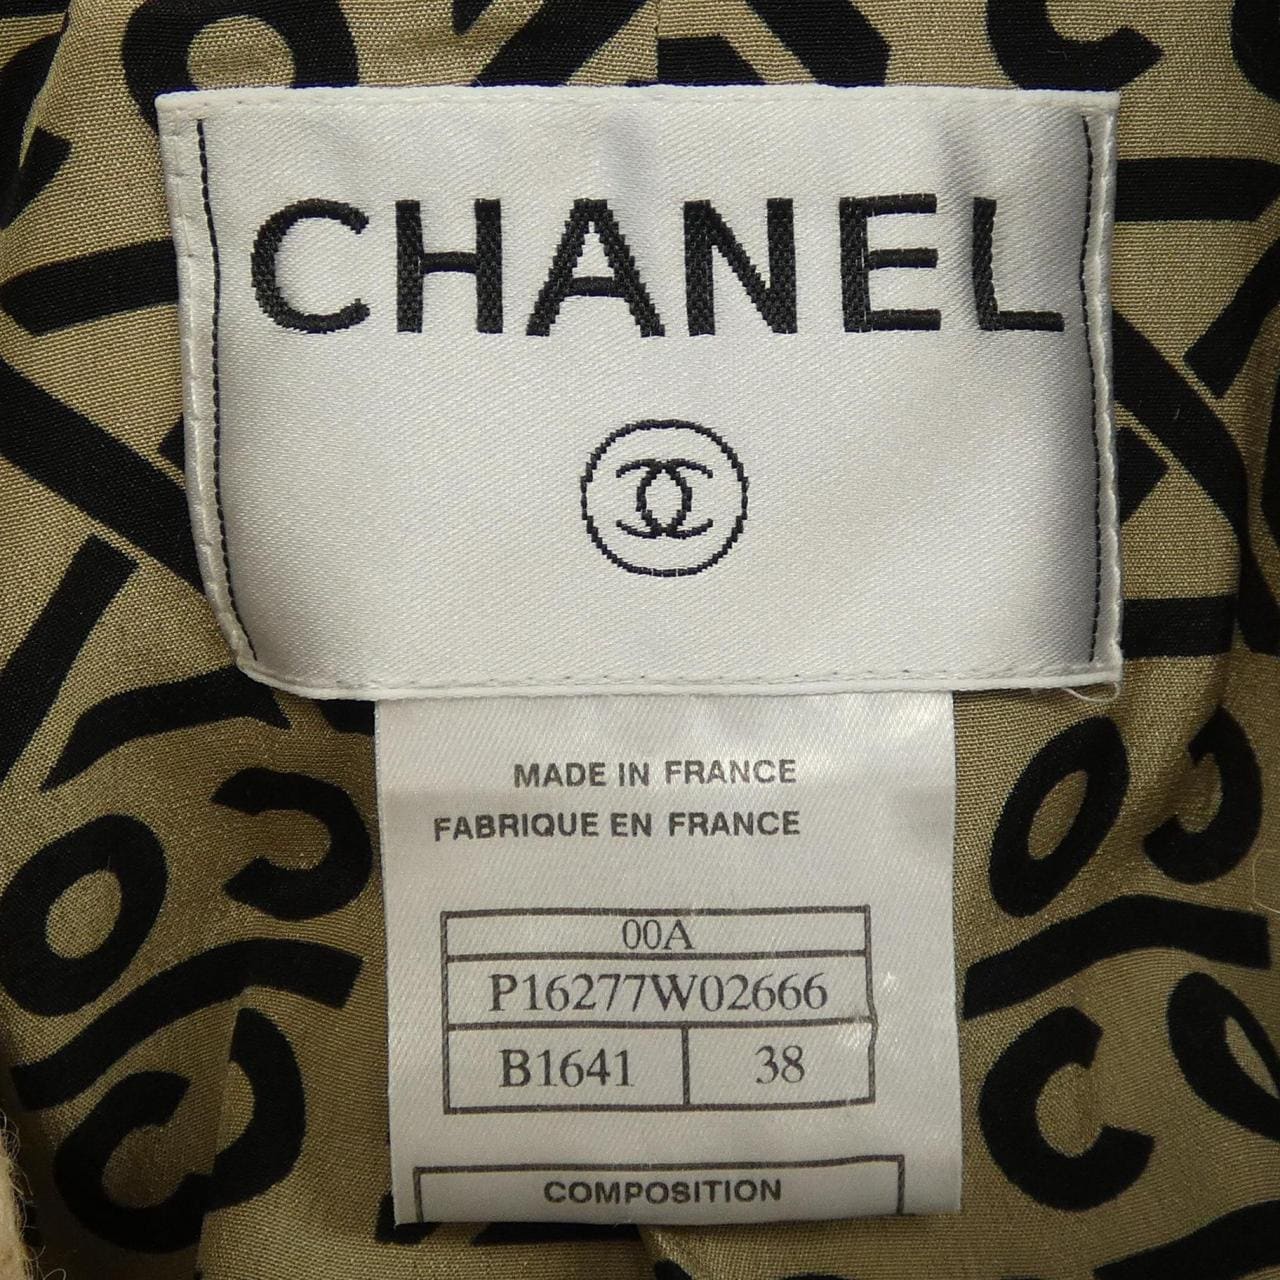 CHANEL
MADE IN FRANCE
FABRIQUE EN FRANCE
00A
P16277W02666
B1641 38
COMPOSITION